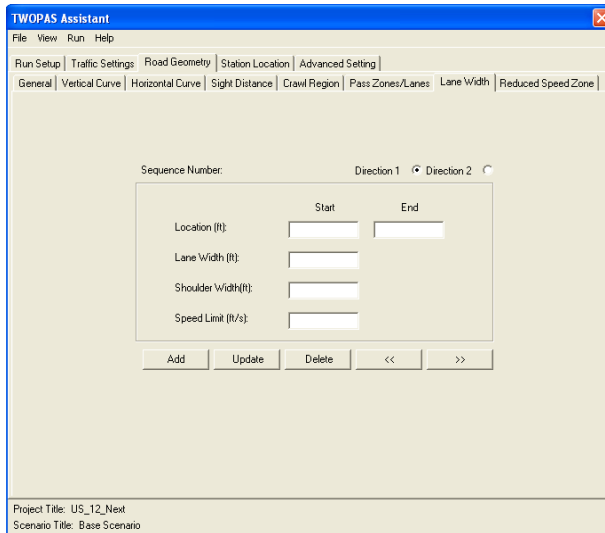 TWOPAS Assistant
File View Run Help
Run Setup Traffic Settings Road Geometry Station Location Advanced Setting
General Vertical Curve Horizontal Curve Sight Distance Crawl Region Pass Zones/Lanes Lane Width Reduced Speed Zone
Sequence Number: Direction 1 Direction 2
Start End
Location (ft):
Lane Width (ft):
Shoulder Width(ft):
Speed Limit (ft/s):
Add Update Delete << >>
Project Title: US_12_Next
Scenario Title: Base Scenario